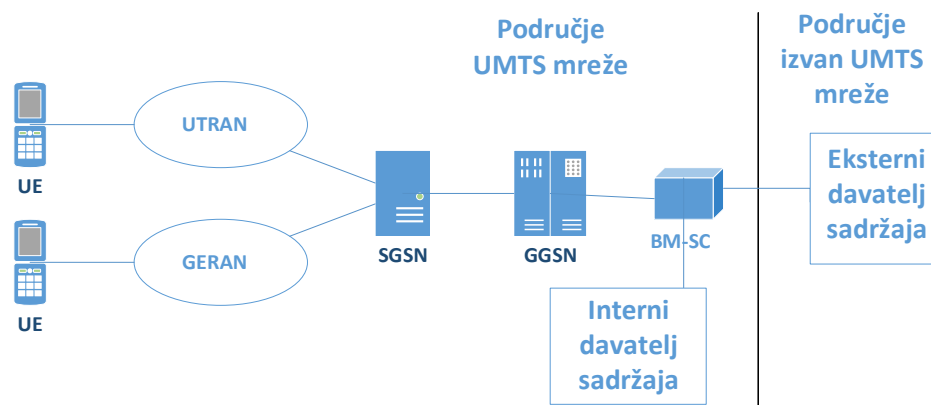 Područje
UMTS mreže
Područje
izvan UMTS
mreže
UTRAN
UE
Eksterni
davatelj
sadržaja
SGSN
GGSN
BM-SC
GERAN
UE
Interni
davatelj
sadržaja